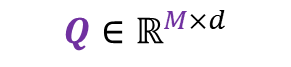 Q ∈ ℝ^{M×d}